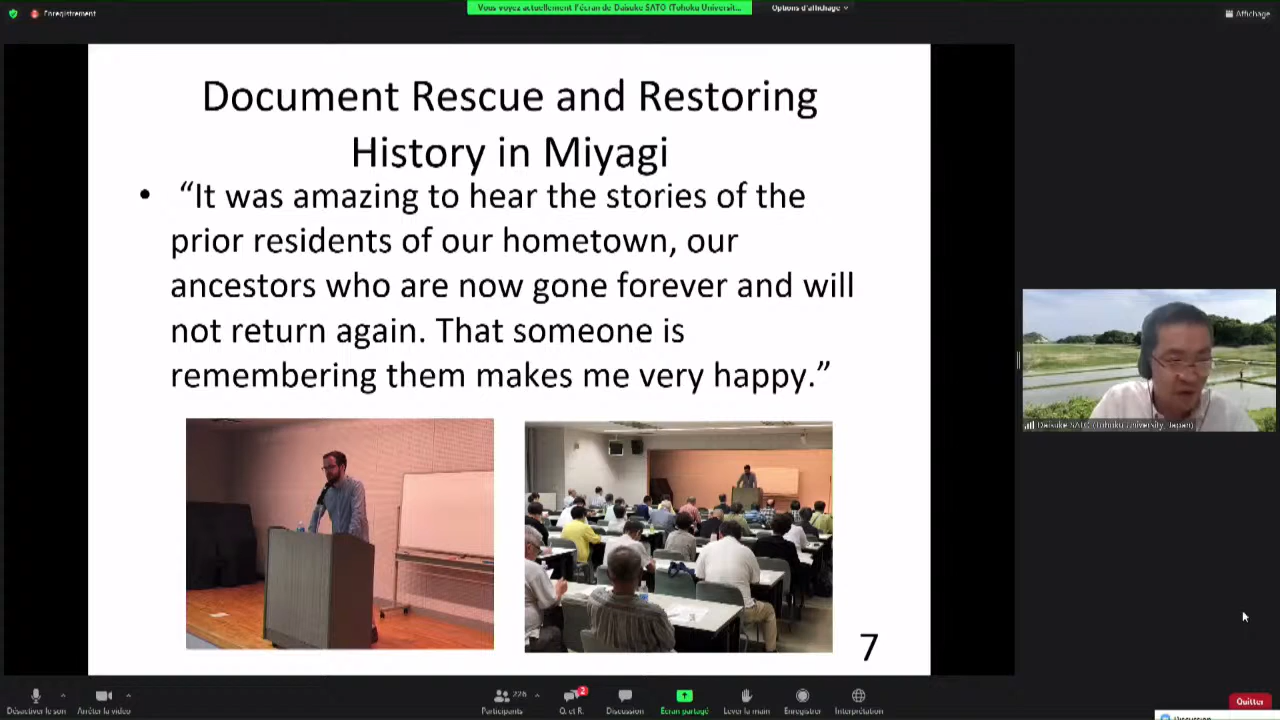 Enregistrement
Vous voyez actuellement l'écran de Daisuke SATO (Tohoku Universit...
Options d'affichage
Affichage
Document Rescue and Restoring
History in Miyagi
• “It was amazing to hear the stories of the
prior residents of our hometown, our
ancestors who are now gone forever and will
not return again. That someone is
remembering them makes me very happy.”
7
Daisuke SATO (Tohoku University, Japan)
Désactiver le son
Arrêter la vidéo
226
Participants
2
Q. et R.
Discussion
Écran partagé
Lever la main
Enregistrer
Interprétation
Quitter
Discussion